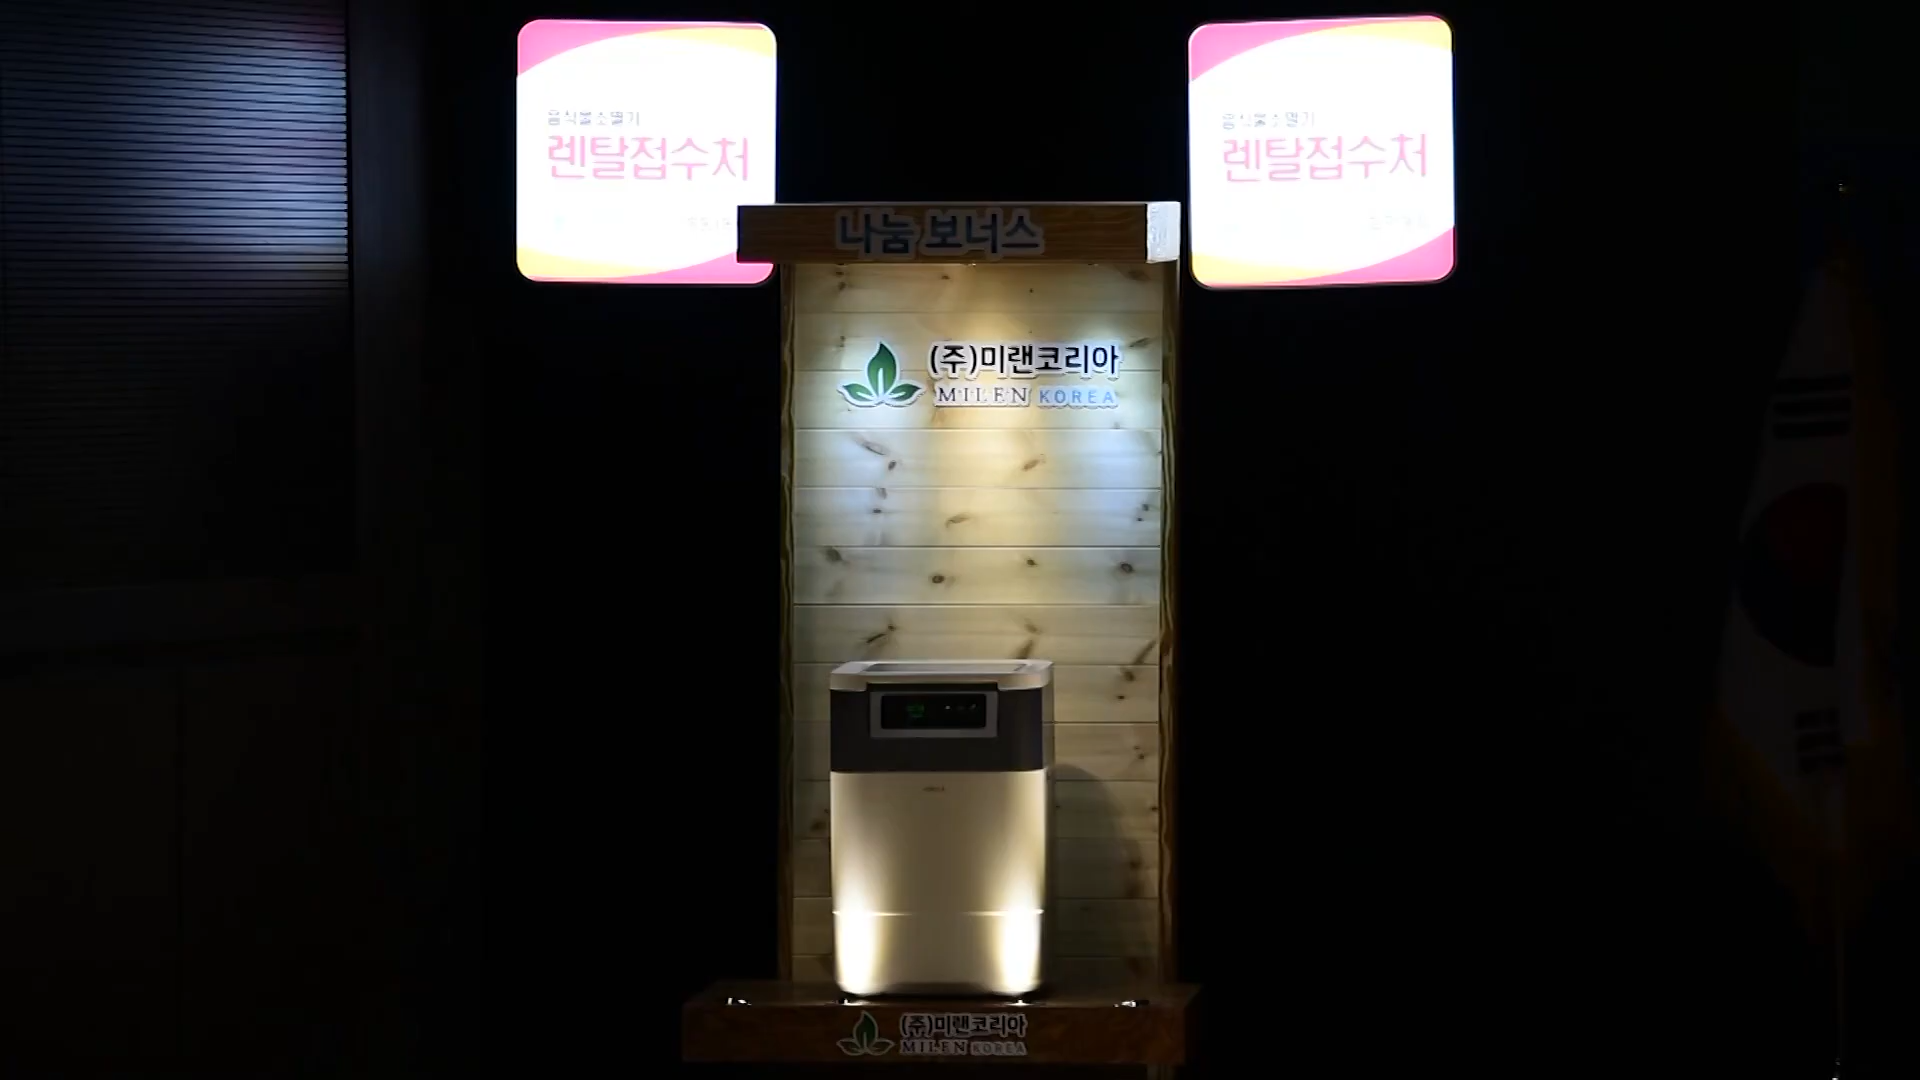 음식물소멸기
렌탈접수처
음식물소멸기
렌탈접수처
나눔 보너스
(주)미랜코리아
MILEN KOREA
(주)미랜코리아
MILEN KOREA